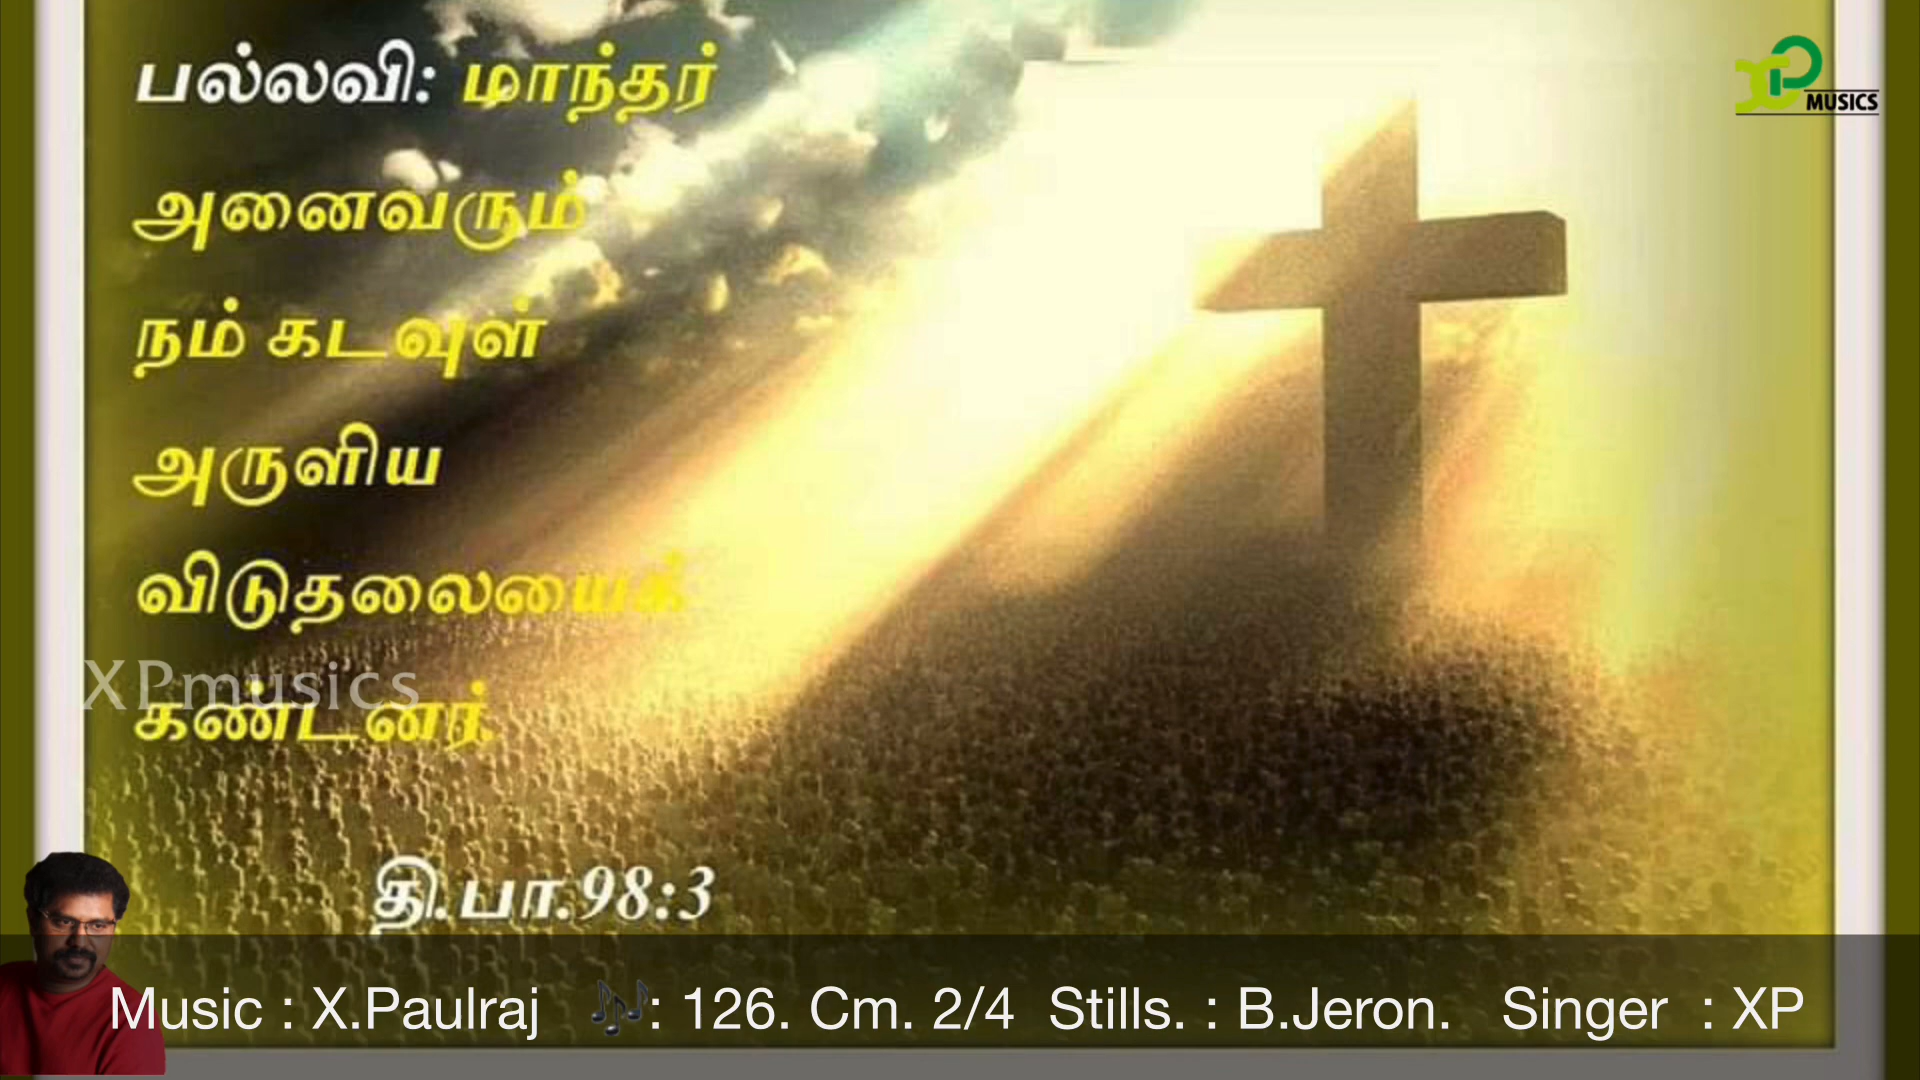 பல்லவி: மாந்தர்
XP MUSICS
அனைவரும்
நம் கடவுள்
அருளிய
விடுதலையைக்
XPmusics
கண்டனர்.
தி.பா.98:3
Music : X.Paulraj 🎶: 126. Cm. 2/4 Stills. : B.Jeron. Singer : XP